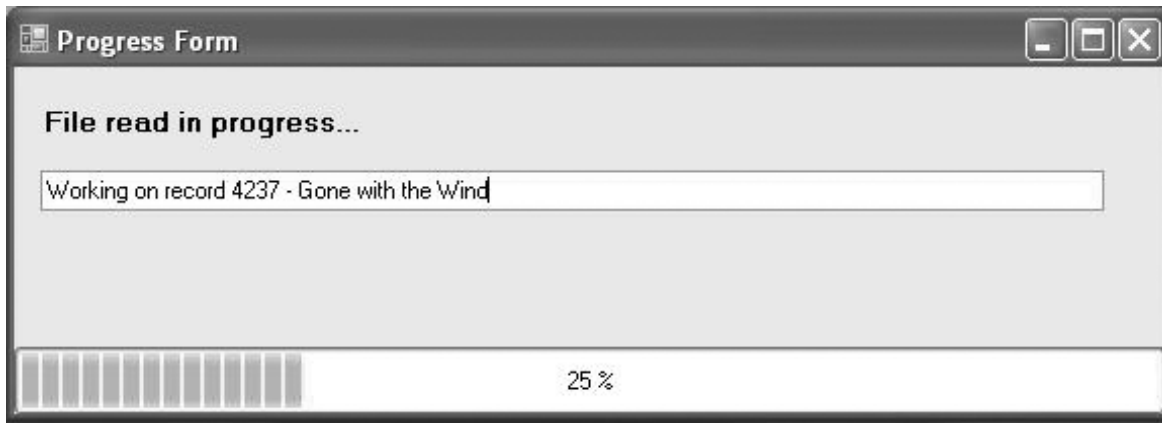 Progress Form
File read in progress...
Working on record 4237 - Gone with the Wind
25 %